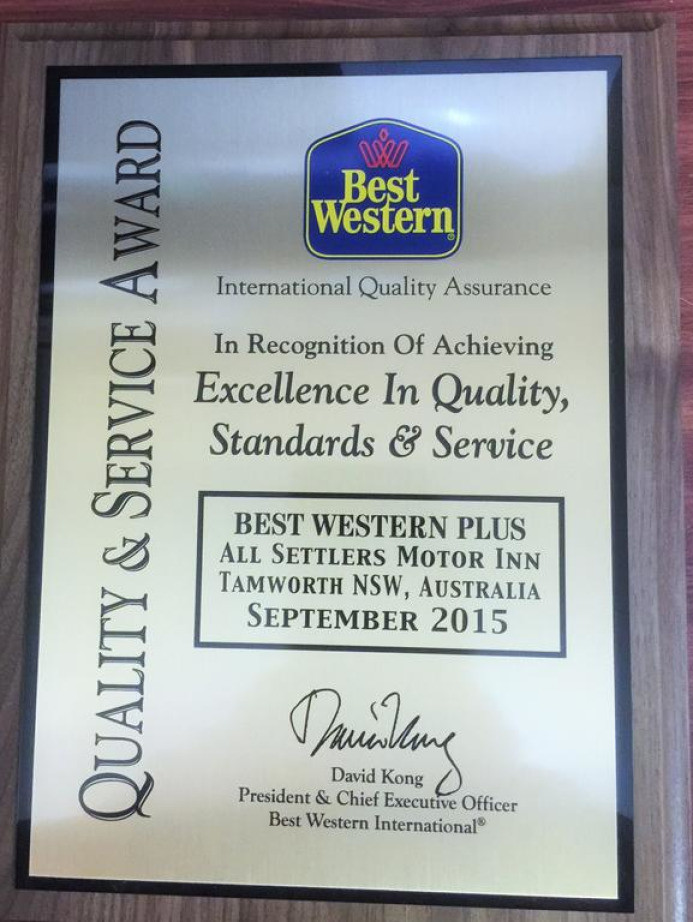 QUALITY & SERVICE AWARD
Best
Western®
International Quality Assurance
In Recognition Of Achieving
Excellence In Quality,
Standards & Service
BEST WESTERN PLUS
ALL SETTLERS MOTOR INN
TAMWORTH NSW, AUSTRALIA
SEPTEMBER 2015
David Kong
David Kong
President & Chief Executive Officer
Best Western International®